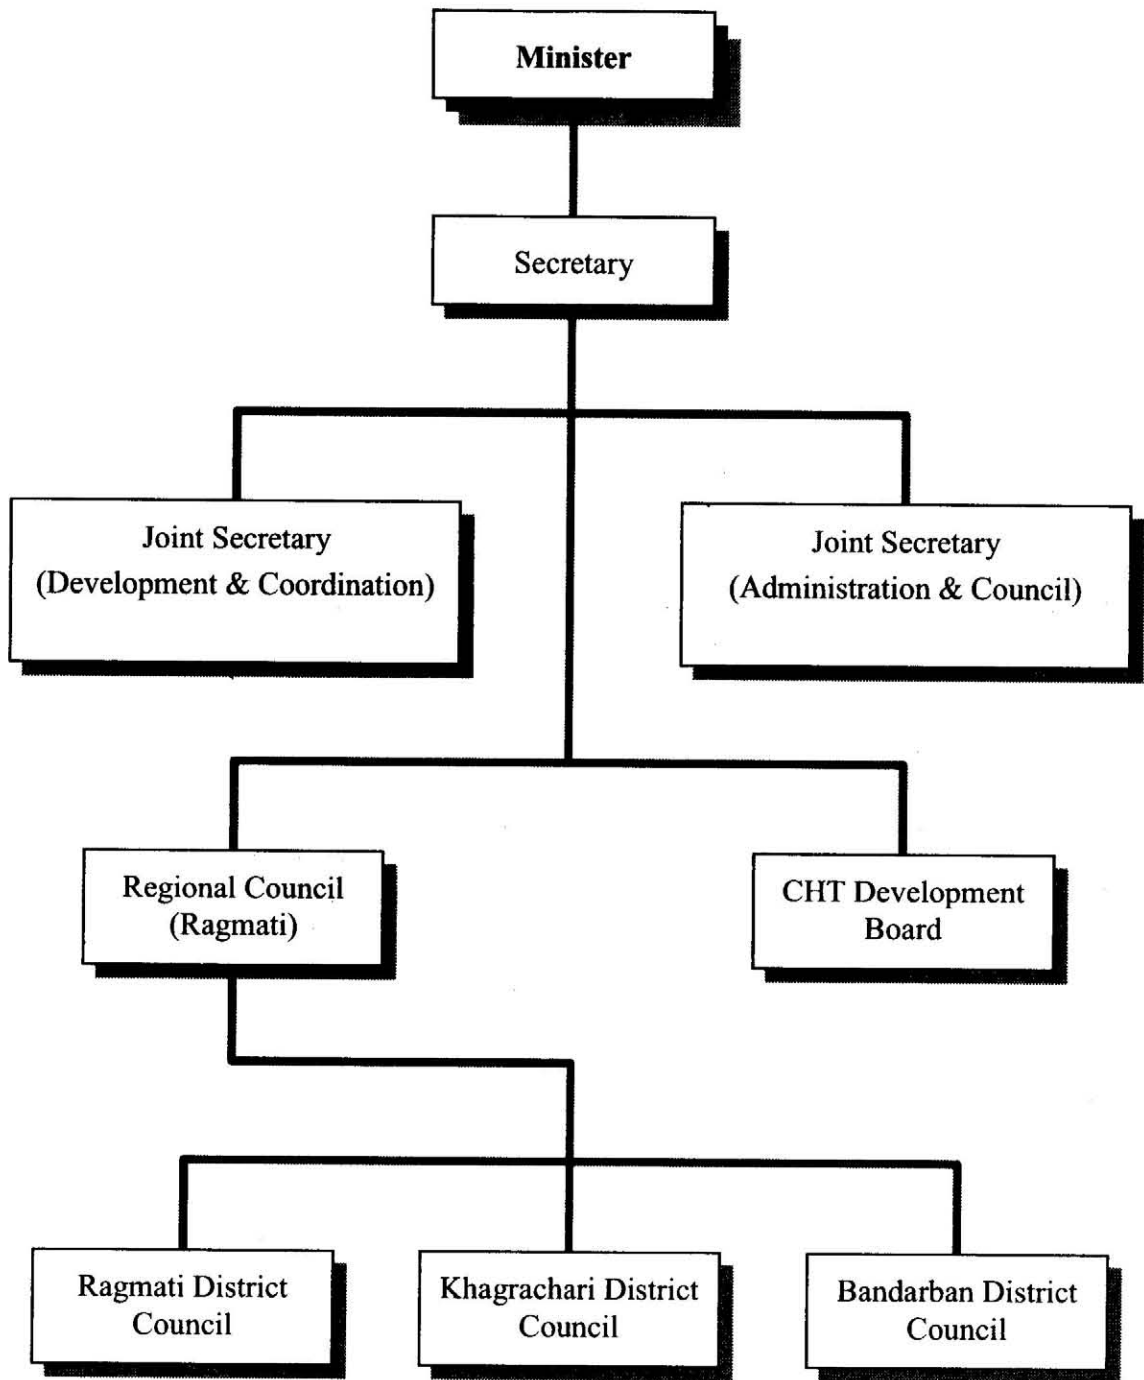 Minister
Secretary
Joint Secretary
(Development & Coordination)
Joint Secretary
(Administration & Council)
Regional Council
(Ragmati)
CHT Development
Board
Ragmati District
Council
Khagrachari District
Council
Bandarban District
Council